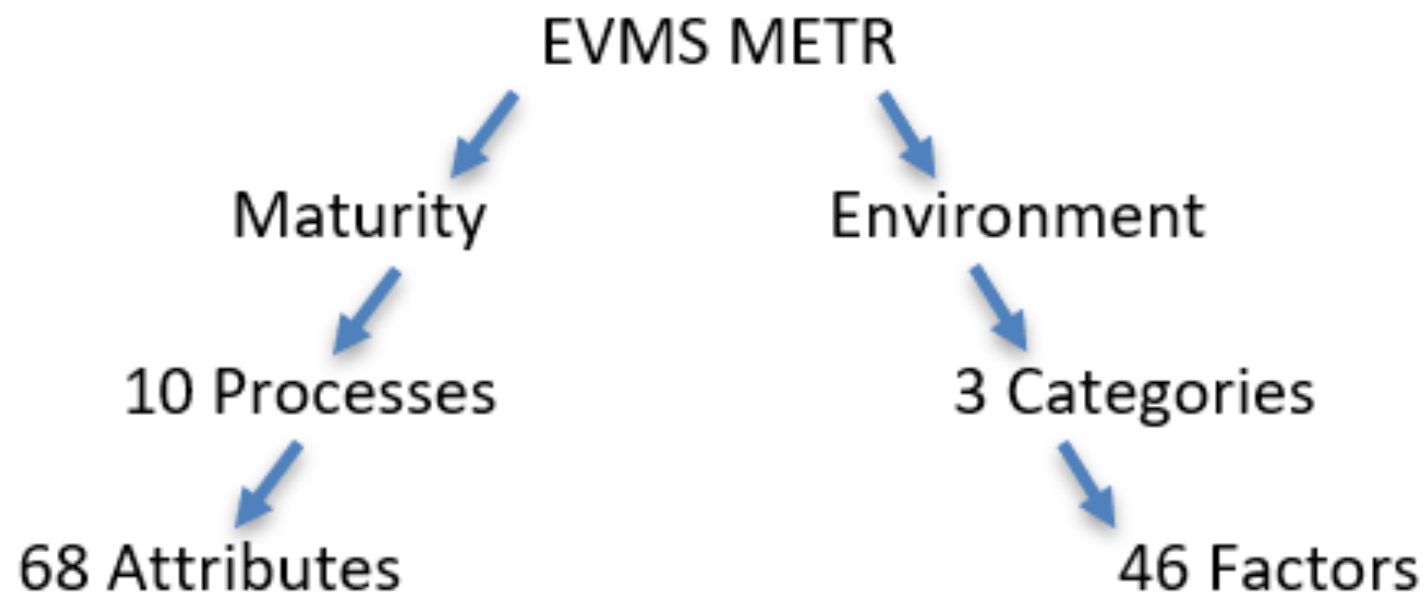 EVMS METR
Maturity
Environment
10 Processes
3 Categories
68 Attributes
46 Factors